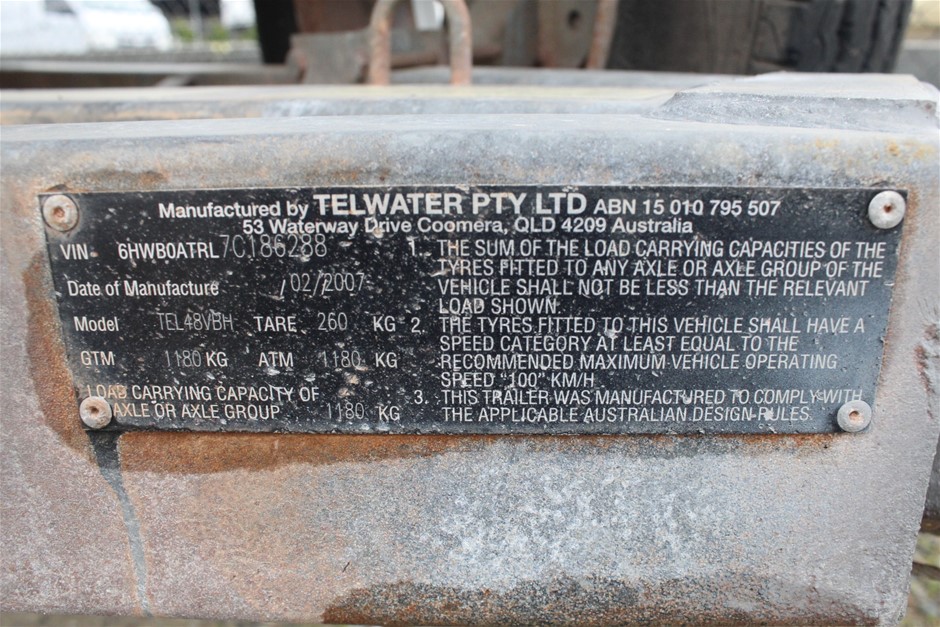 Manufactured by TELWATER PTY LTD ABN 15 010 795 507
53 Waterway Drive Coomera, QLD 4209 Australia
VIN 6HWB0ATRL7C186288
Date of Manufacture / 02/2007
Model TEL48VBH TARE 260 KG
GTM 1180 KG ATM 1180 KG
LOAD CARRYING CAPACITY OF
AXLE OR AXLE GROUP 1180 KG
1. THE SUM OF THE LOAD CARRYING CAPACITIES OF THE
TYRES FITTED TO ANY AXLE OR AXLE GROUP OF THE
VEHICLE SHALL NOT BE LESS THAN THE RELEVANT
LOAD SHOWN.
2. THE TYRES FITTED TO THIS VEHICLE SHALL HAVE A
SPEED CATEGORY AT LEAST EQUAL TO THE
RECOMMENDED MAXIMUM VEHICLE OPERATING
SPEED "100" KM/H
3. THIS TRAILER WAS MANUFACTURED TO COMPLY WITH
THE APPLICABLE AUSTRALIAN DESIGN RULES.